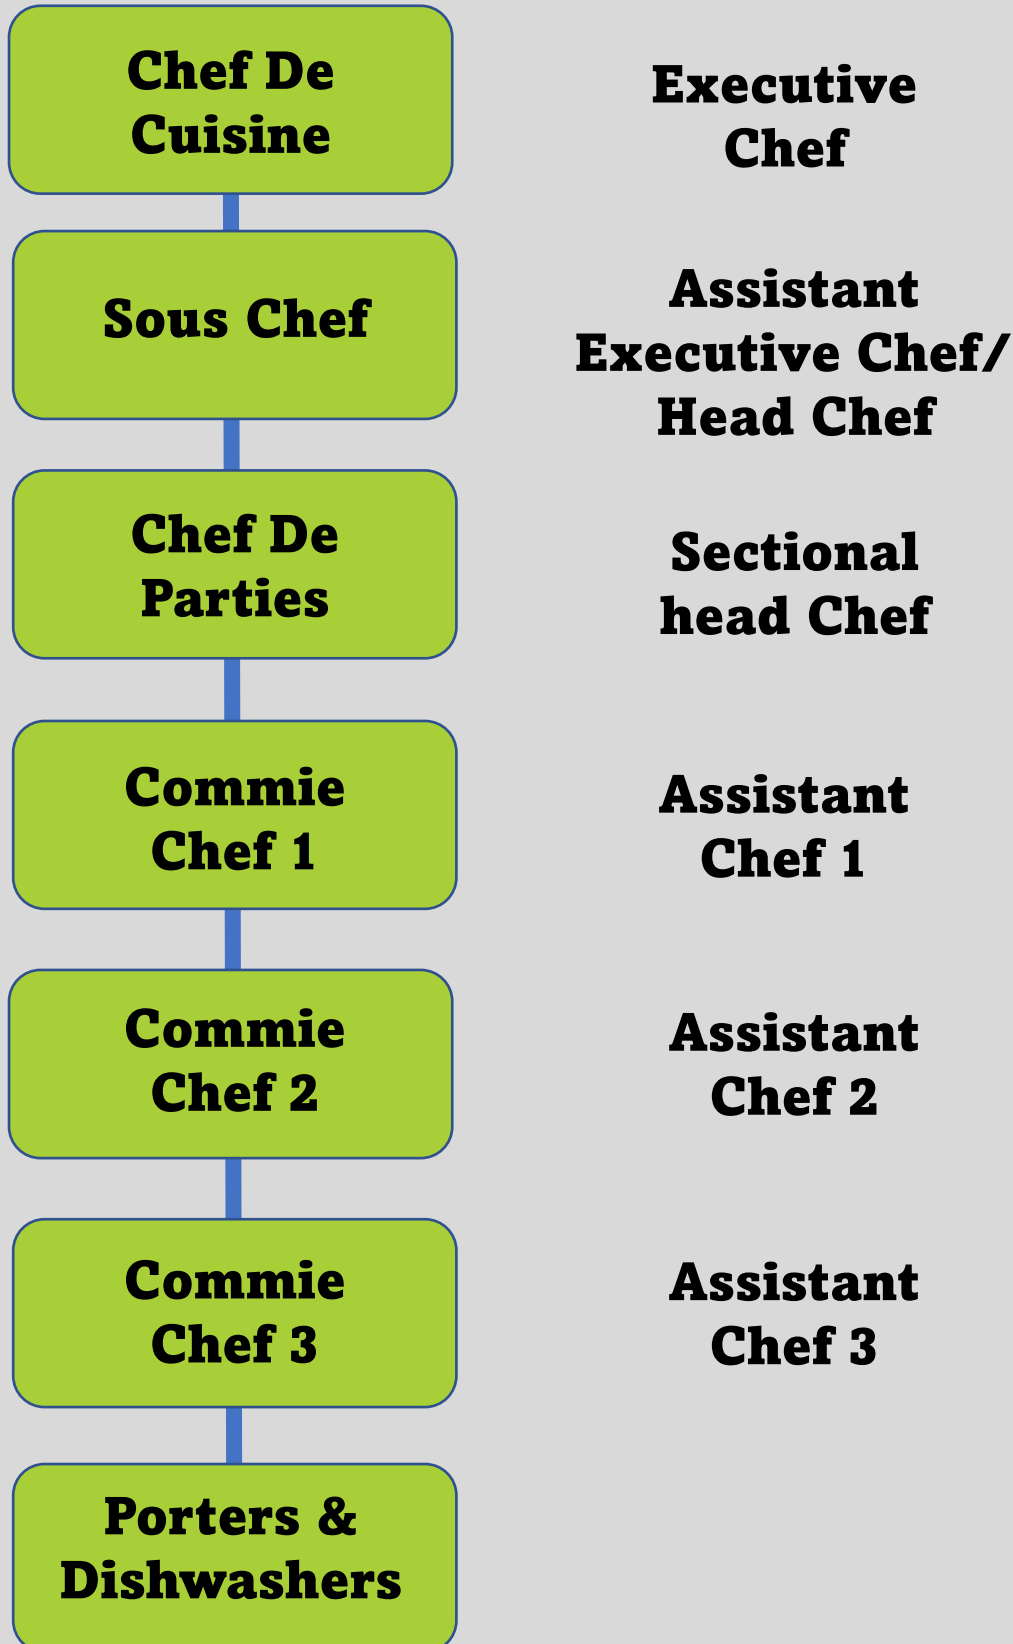 Chef De
Cuisine
Executive
Chef
Sous Chef
Assistant
Executive Chef/
Head Chef
Chef De
Parties
Sectional
head Chef
Commie
Chef 1
Assistant
Chef 1
Commie
Chef 2
Assistant
Chef 2
Commie
Chef 3
Assistant
Chef 3
Porters &
Dishwashers